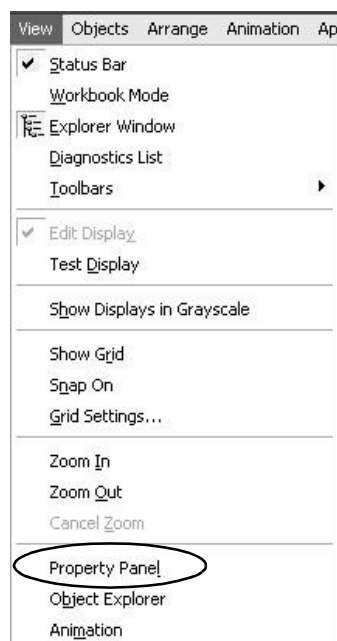 View Objects Arrange Animation Ap
Status Bar
Workbook Mode
Explorer Window
Diagnostics List
Toolbars
Edit Display
Test Display
Show Displays in Grayscale
Show Grid
Snap On
Grid Settings...
Zoom In
Zoom Out
Cancel Zoom
Property Panel
Object Explorer
Animation